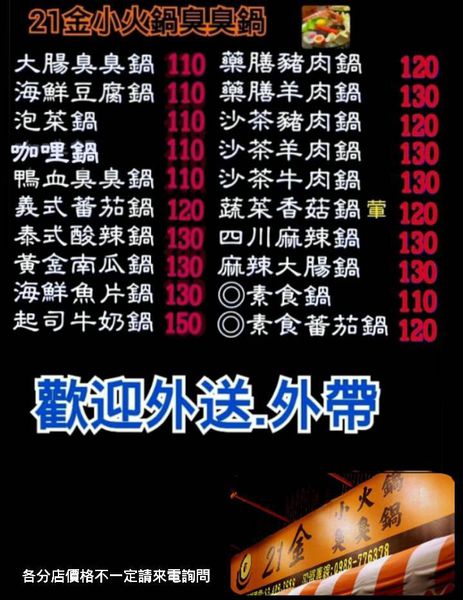 21金小火鍋臭臭鍋
大腸臭臭鍋 110
海鮮豆腐鍋 110
泡菜鍋 110
咖哩鍋 110
鴨血臭臭鍋 110
義式蕃茄鍋 120
泰式酸辣鍋 130
黃金南瓜鍋 130
海鮮魚片鍋 130
起司牛奶鍋 150
藥膳豬肉鍋 120
藥膳羊肉鍋 130
沙茶豬肉鍋 120
沙茶羊肉鍋 130
沙茶牛肉鍋 130
蔬菜香菇鍋葷 120
四川麻辣鍋 130
麻辣大腸鍋 130
◎素食鍋 110
◎素食蕃茄鍋 120
歡迎外送.外帶
21金 小火鍋
臭臭鍋
0988-776378
各分店價格不一定請來電詢問